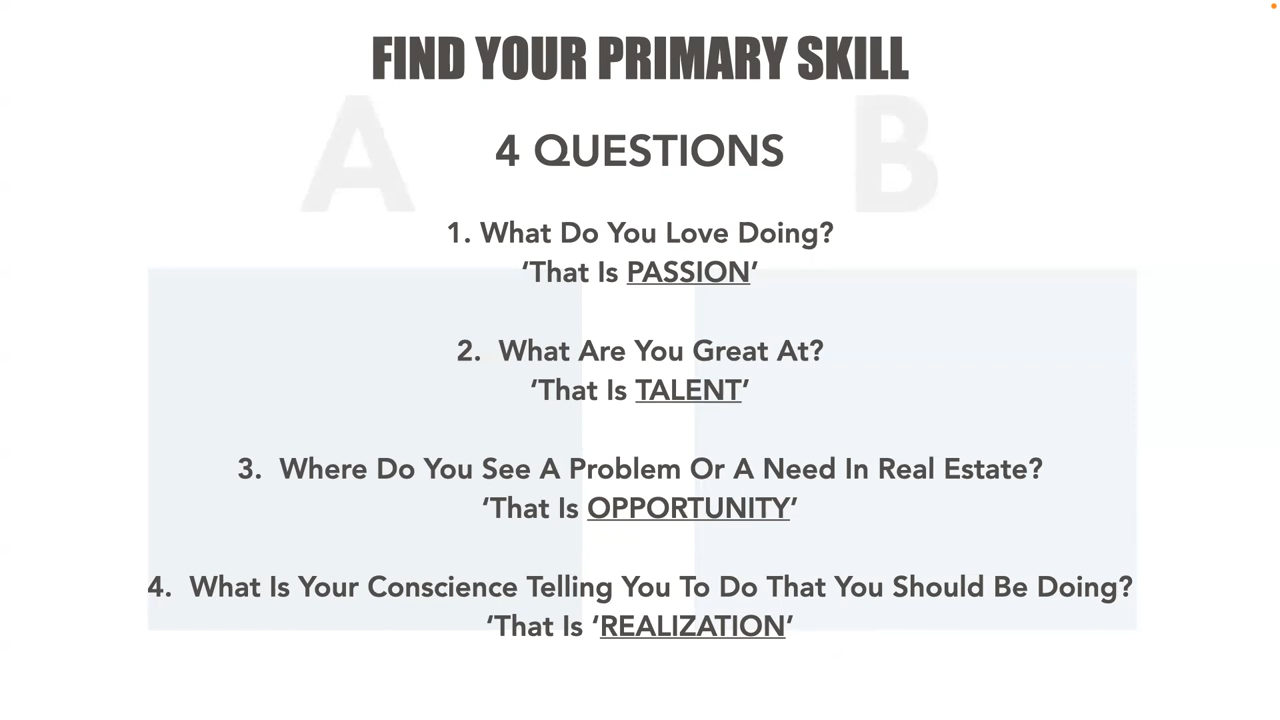 FIND YOUR PRIMARY SKILL
A B
4 QUESTIONS
1. What Do You Love Doing?
‘That Is PASSION’
2. What Are You Great At?
‘That Is TALENT’
3. Where Do You See A Problem Or A Need In Real Estate?
‘That Is OPPORTUNITY’
4. What Is Your Conscience Telling You To Do That You Should Be Doing?
‘That Is ‘REALIZATION’